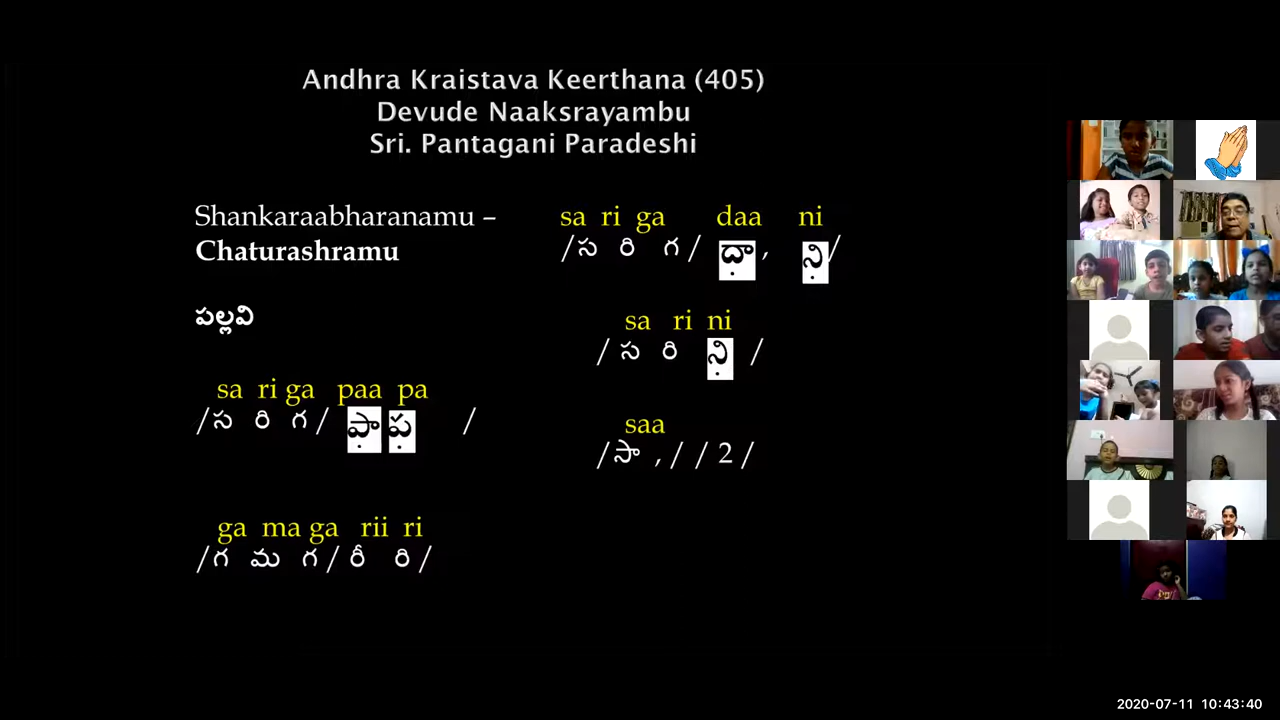 Andhra Kraistava Keerthana (405)
Devude Naaksrayambu
Sri. Pantagani Paradeshi
Shankaraabharanamu –
Chaturashramu
పల్లవి
sa ri ga paa pa
/స రి గ/ పా ప /
ga ma ga rii ri
/గ మ గ/ రీ రి/
sa ri ga daa ni
/స రి గ/ దా , ని/
sa ri ni
/ స రి ని /
saa
/సా ,/ / 2 /
2020-07-11 10:43:40